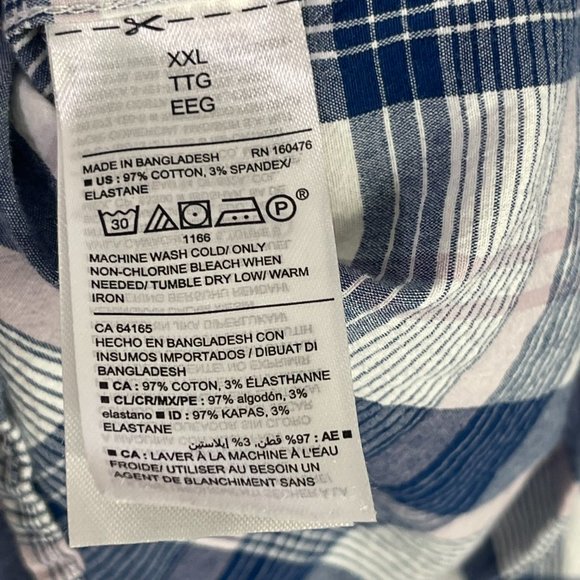 XXL
TTG
EEG
MADE IN BANGLADESH RN 160476
■ US : 97% COTTON, 3% SPANDEX/
ELASTANE
30 P ®
1166
MACHINE WASH COLD/ ONLY
NON-CHLORINE BLEACH WHEN
NEEDED/ TUMBLE DRY LOW/ WARM
IRON
CA 64165
HECHO EN BANGLADESH CON
INSUMOS IMPORTADOS / DIBUAT DI
BANGLADESH
■ CA : 97% COTON, 3% ÉLASTHANNE
■ CL/CR/MX/PE : 97% algodón, 3%
elastano ■ ID : 97% KAPAS, 3%
ELASTANE
■ AE : 97% قطن, 3% إيلاستين
■ CA : LAVER À LA MACHINE À L'EAU
FROIDE/ UTILISER AU BESOIN UN
AGENT DE BLANCHIMENT SANS